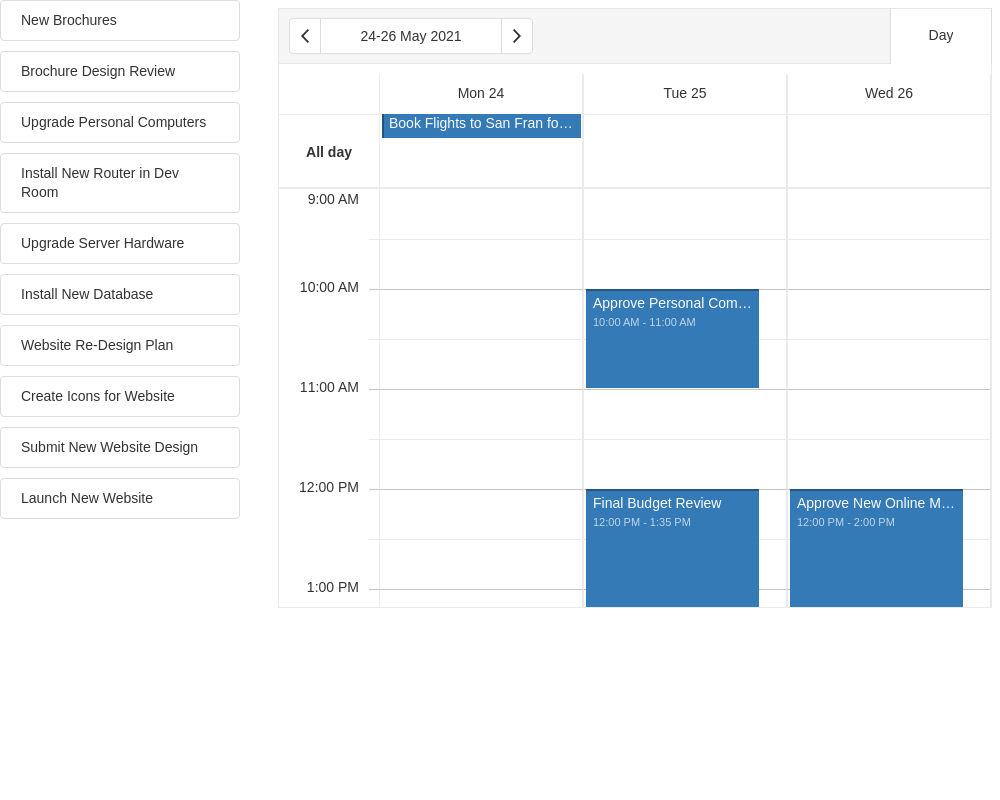 New Brochures
Brochure Design Review
Upgrade Personal Computers
Install New Router in Dev
Room
Upgrade Server Hardware
Install New Database
Website Re-Design Plan
Create Icons for Website
Submit New Website Design
Launch New Website
24-26 May 2021
Day
Mon 24
Tue 25
Wed 26
All day
Book Flights to San Fran fo…
9:00 AM
10:00 AM
Approve Personal Com…
10:00 AM - 11:00 AM
11:00 AM
12:00 PM
Final Budget Review
12:00 PM - 1:35 PM
Approve New Online M…
12:00 PM - 2:00 PM
1:00 PM